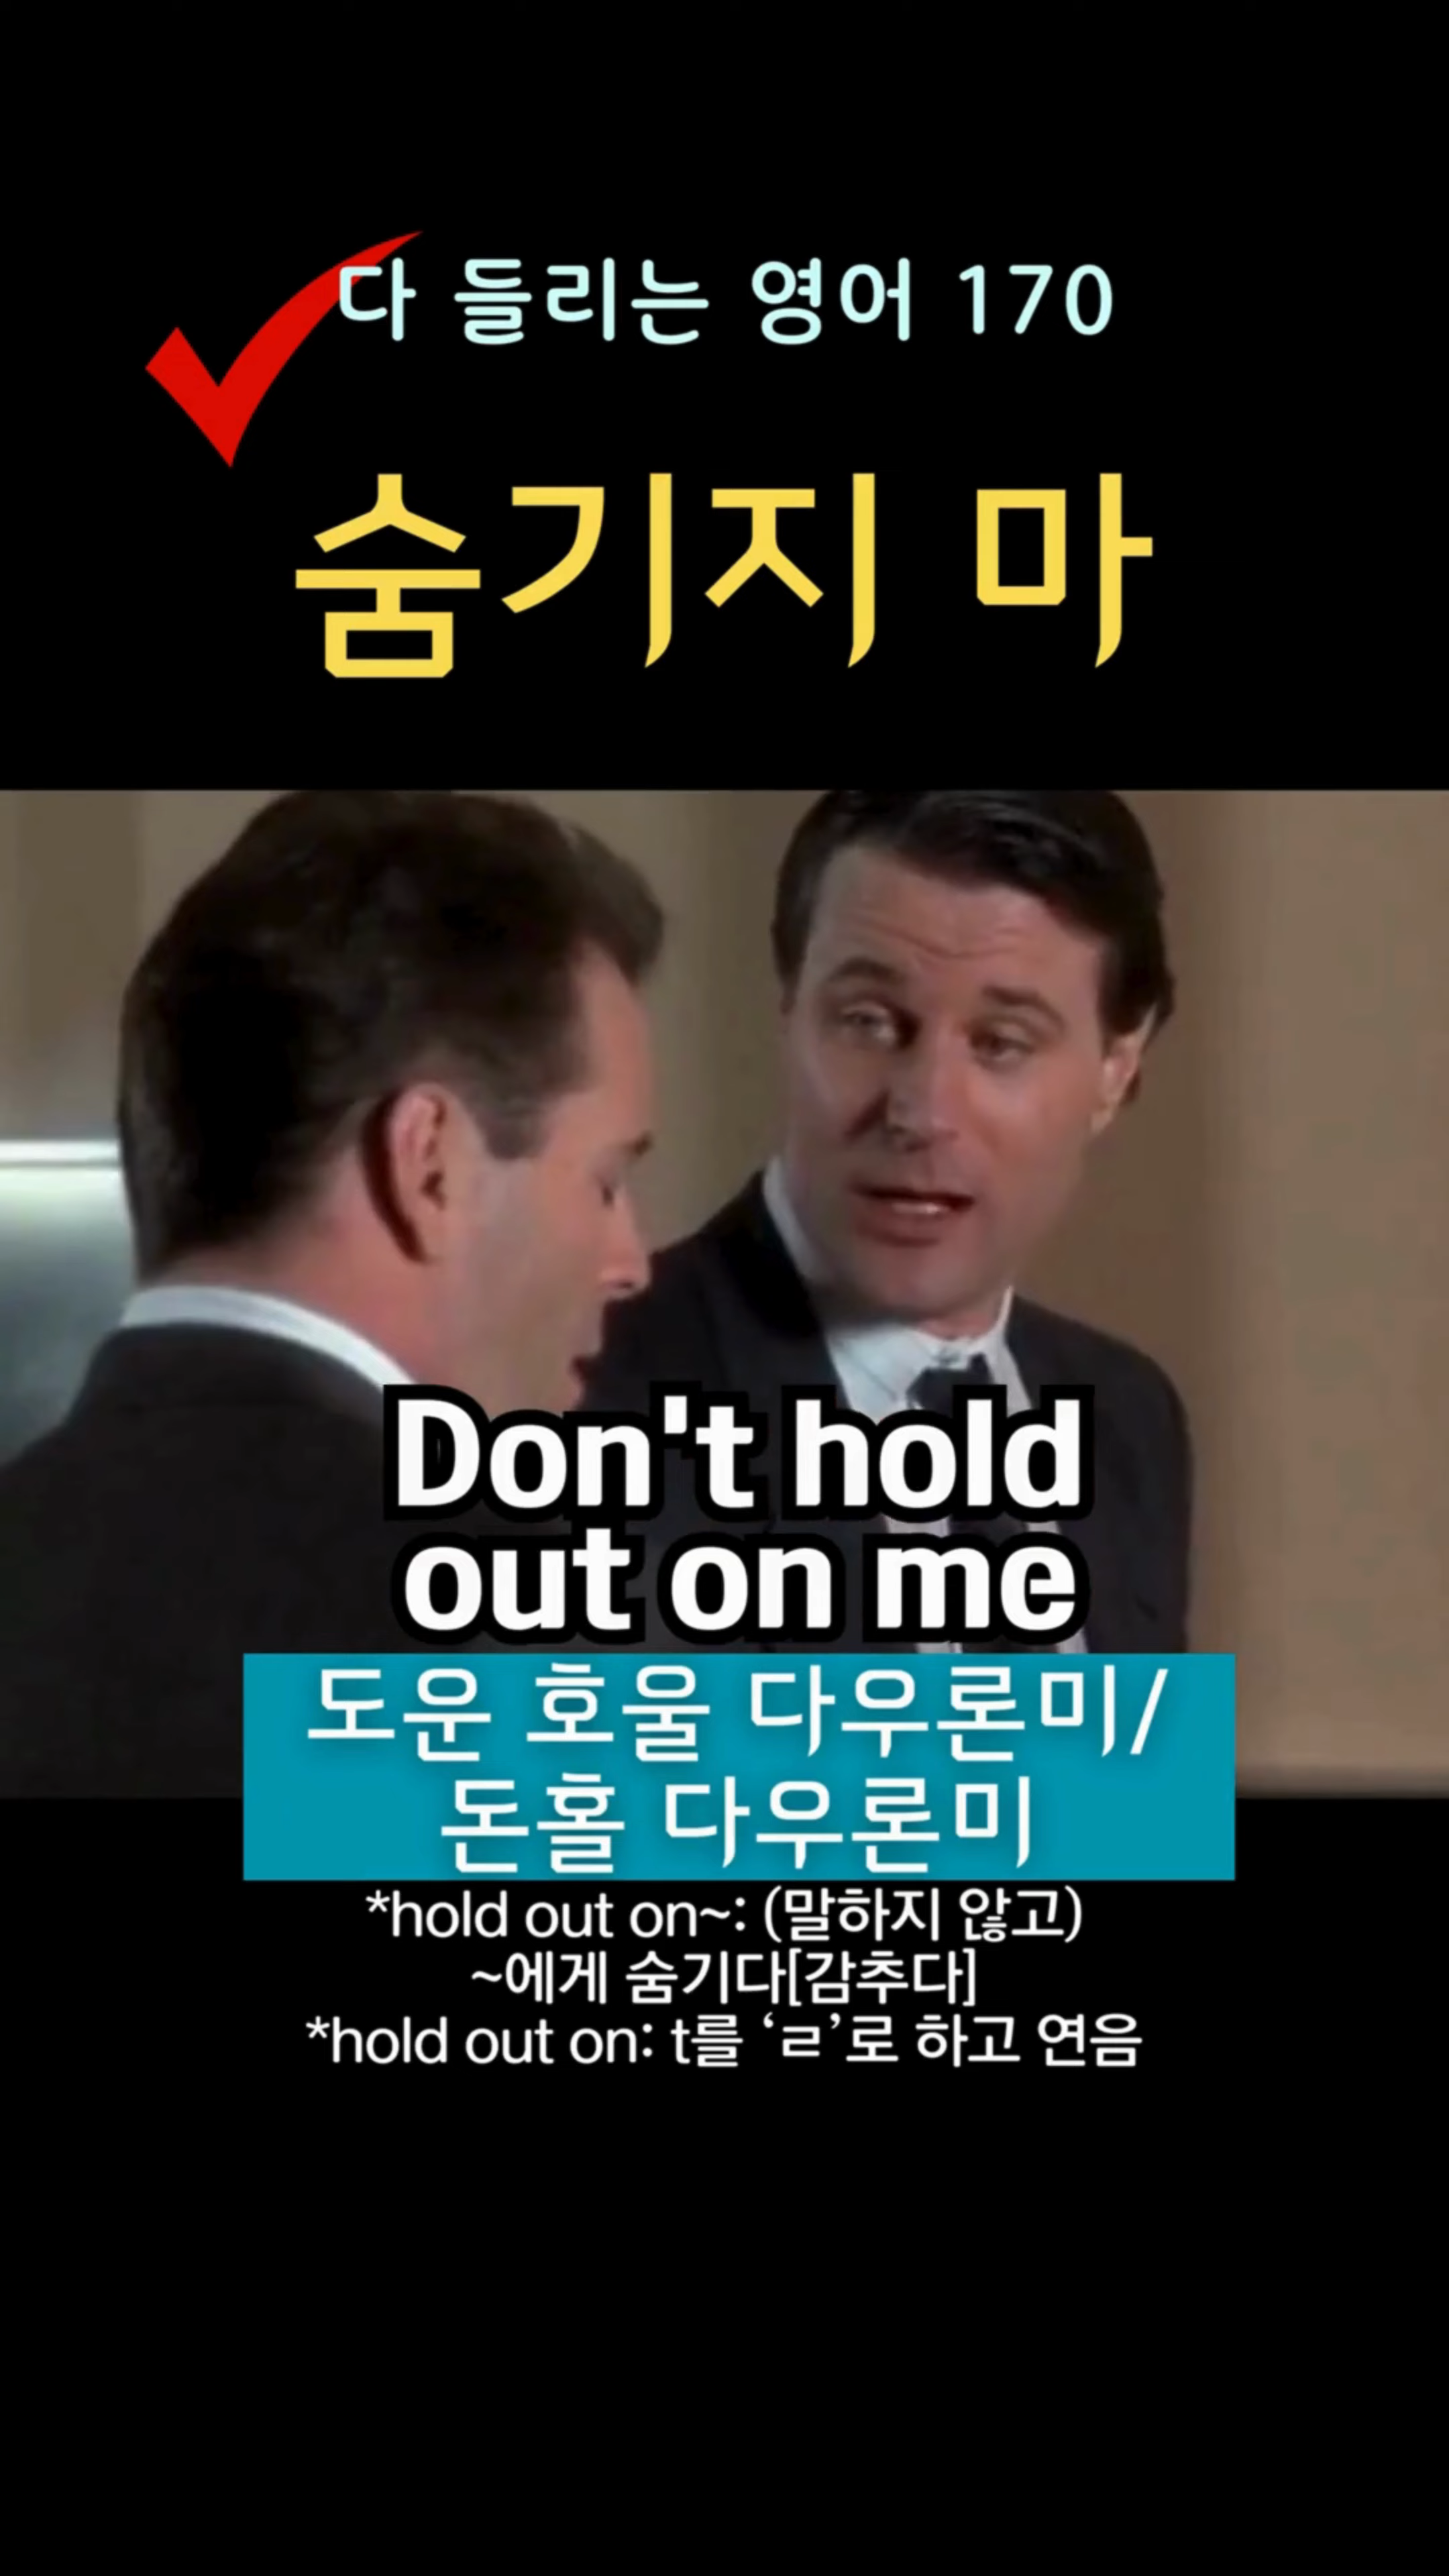 다 들리는 영어 170
숨기지 마
Don't hold
out on me
도운 호울 다우론미/
돈홀 다우론미
*hold out on~: (말하지 않고)
~에게 숨기다[감추다]
*hold out on: t를 ‘ㄹ’로 하고 연음